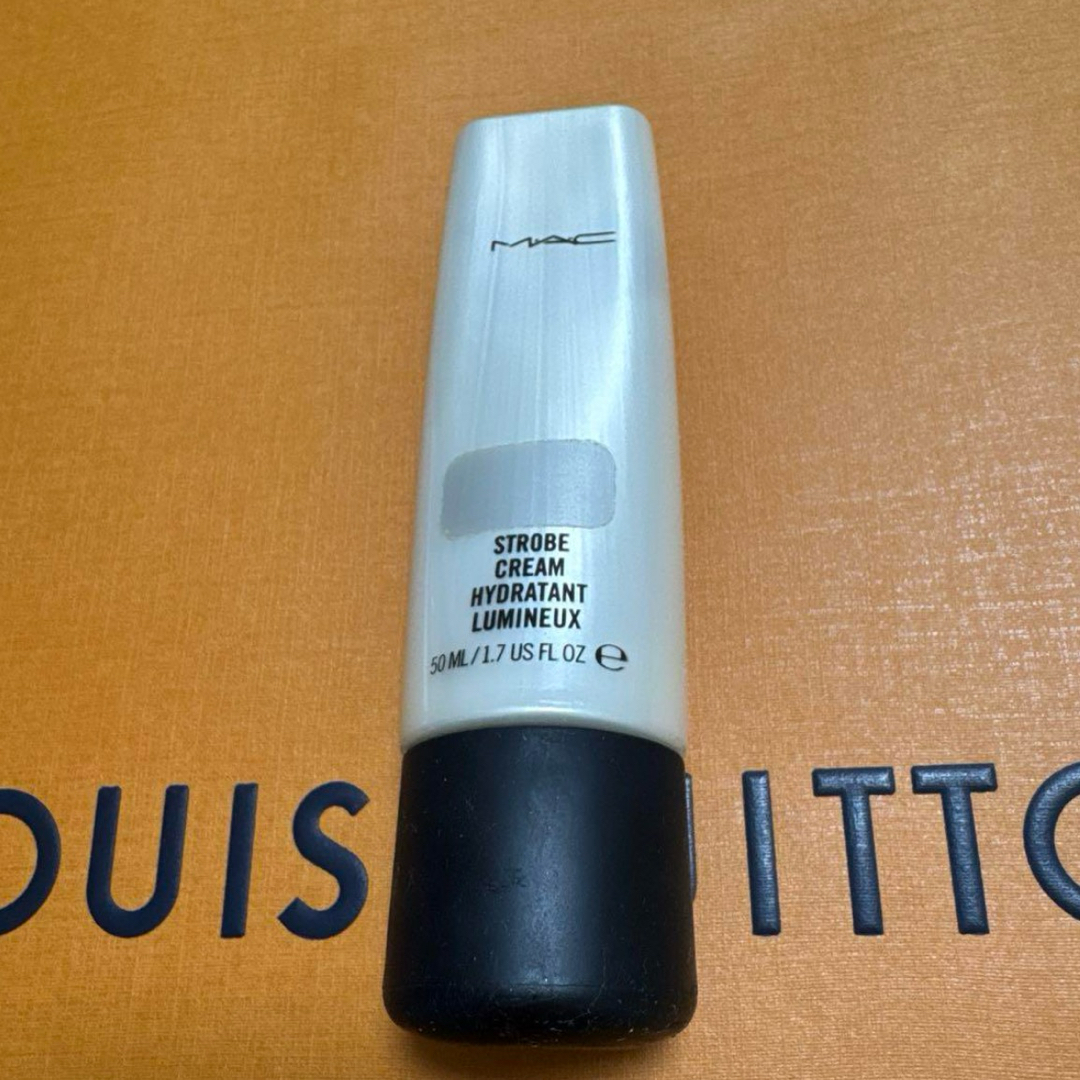 MAC
STROBE
CREAM
HYDRATANT
LUMINEUX
50 ML / 1.7 US FL OZ ℮
OUIS ITTO